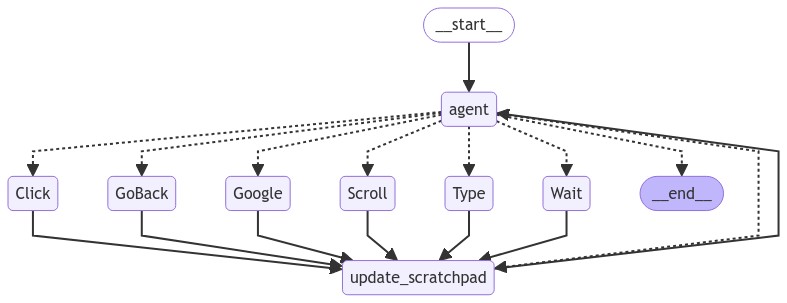 __start__
agent
Click
GoBack
Google
Scroll
Type
Wait
__end__
update_scratchpad